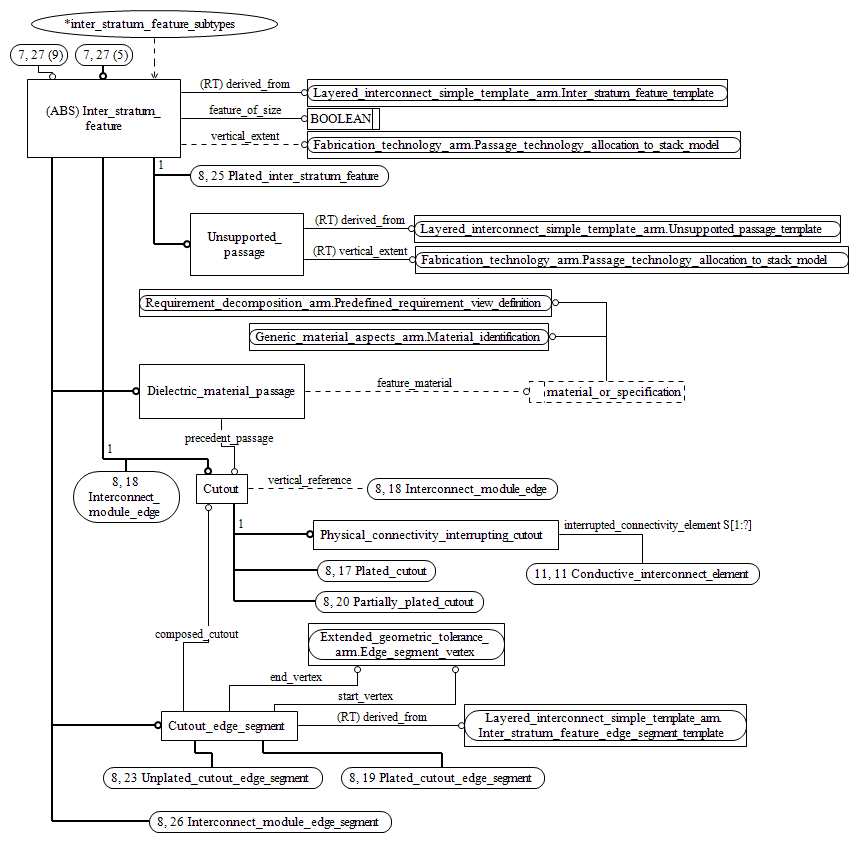 *inter_stratum_feature_subtypes
7, 27 (9)
7, 27 (5)
(ABS) Inter_stratum_
feature
(RT) derived_from
Layered_interconnect_simple_template_arm.Inter_stratum_feature_template
feature_of_size
BOOLEAN
vertical_extent
Fabrication_technology_arm.Passage_technology_allocation_to_stack_model
1
8, 25 Plated_inter_stratum_feature
Unsupported_
passage
(RT) derived_from
Layered_interconnect_simple_template_arm.Unsupported_passage_template
(RT) vertical_extent
Fabrication_technology_arm.Passage_technology_allocation_to_stack_model
Requirement_decomposition_arm.Predefined_requirement_view_definition
Generic_material_aspects_arm.Material_identification
Dielectric_material_passage
feature_material
material_or_specification
precedent_passage
1
8, 18
Interconnect_
module_edge
Cutout
vertical_reference
8, 18 Interconnect_module_edge
1
Physical_connectivity_interrupting_cutout
interrupted_connectivity_element S[1:?]
11, 11 Conductive_interconnect_element
8, 17 Plated_cutout
8, 20 Partially_plated_cutout
composed_cutout
Extended_geometric_tolerance_
arm.Edge_segment_vertex
end_vertex
start_vertex
Cutout_edge_segment
(RT) derived_from
Layered_interconnect_simple_template_arm.
Inter_stratum_feature_edge_segment_template
8, 23 Unplated_cutout_edge_segment
8, 19 Plated_cutout_edge_segment
8, 26 Interconnect_module_edge_segment